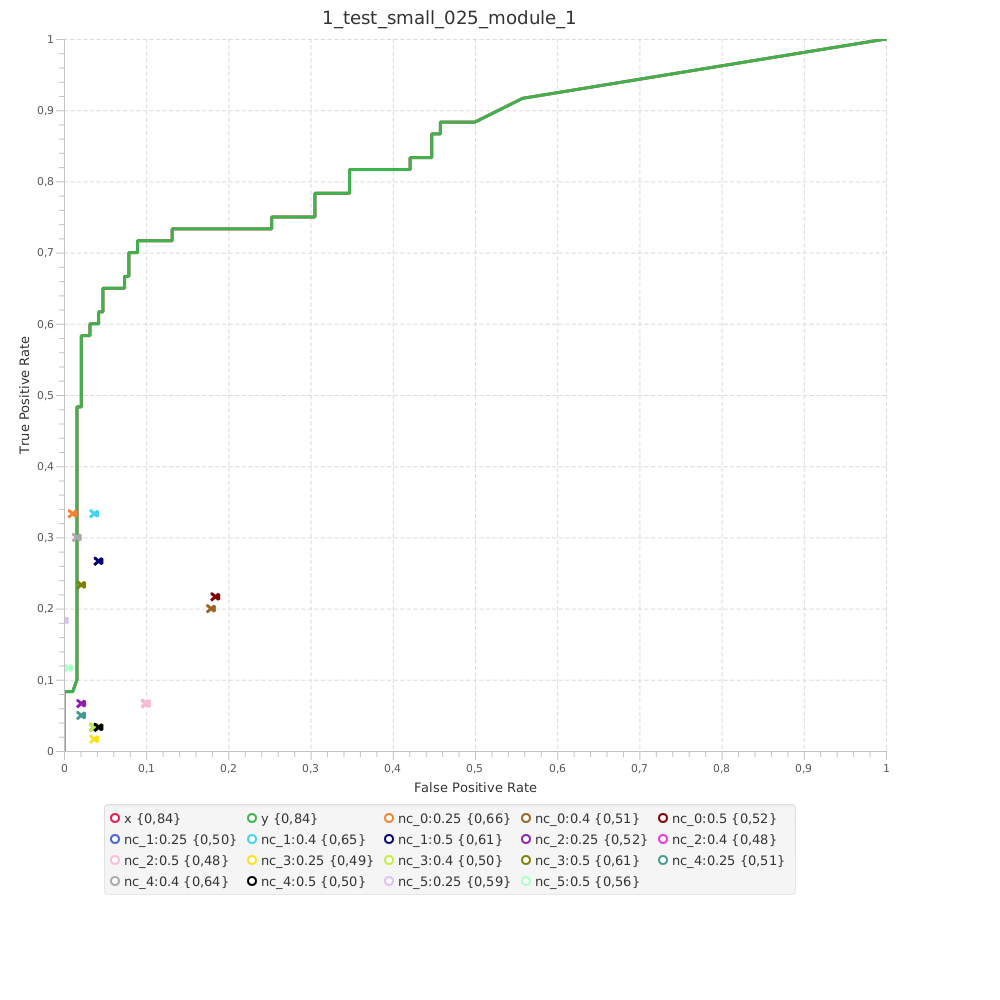 1_test_small_025_module_1
1
0,9
0,8
0,7
0,6
0,5
0,4
0,3
0,2
0,1
0
True Positive Rate
0 0,1 0,2 0,3 0,4 0,5 0,6 0,7 0,8 0,9 1
False Positive Rate
x {0,84} y {0,84} nc_0:0.25 {0,66} nc_0:0.4 {0,51} nc_0:0.5 {0,52}
nc_1:0.25 {0,50} nc_1:0.4 {0,65} nc_1:0.5 {0,61} nc_2:0.25 {0,52} nc_2:0.4 {0,48}
nc_2:0.5 {0,48} nc_3:0.25 {0,49} nc_3:0.4 {0,50} nc_3:0.5 {0,61} nc_4:0.25 {0,51}
nc_4:0.4 {0,64} nc_4:0.5 {0,50} nc_5:0.25 {0,59} nc_5:0.5 {0,56}